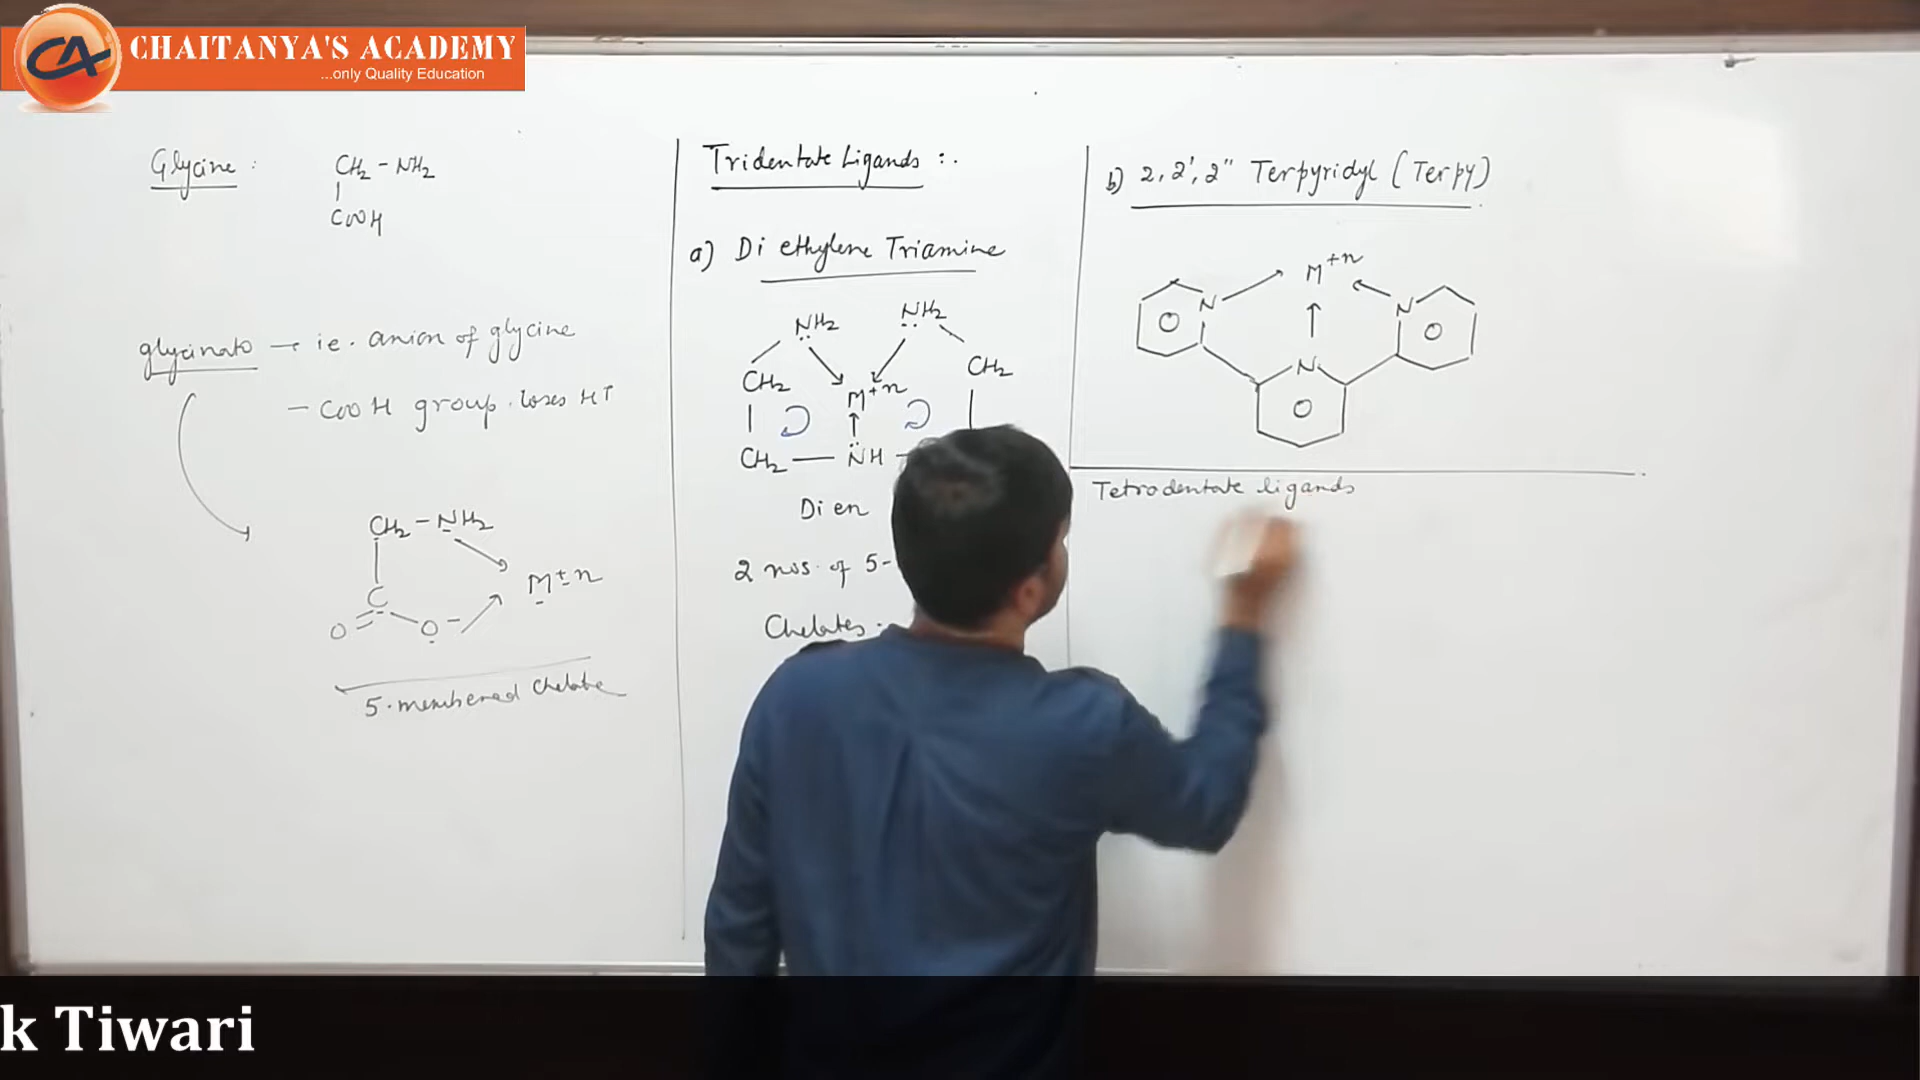 CHAITANYA'S ACADEMY
...only Quality Education
Glycine :
CH2 - NH2
COOH
glycinato → ie. anion of glycine
- COOH group loses H+
CH2 - NH2
M+n
C
O
O-
5-membered Chelate
Tridentate Ligands :.
a) Di ethylene Triamine
NH2
NH2
CH2
CH2
M+n
CH2 — NH -
Di en
2 nos. of 5-
Chelates.
b) 2, 2', 2'' Terpyridyl (Terpy)
M+n
N
N
N
Tetrodentate ligands
k Tiwari